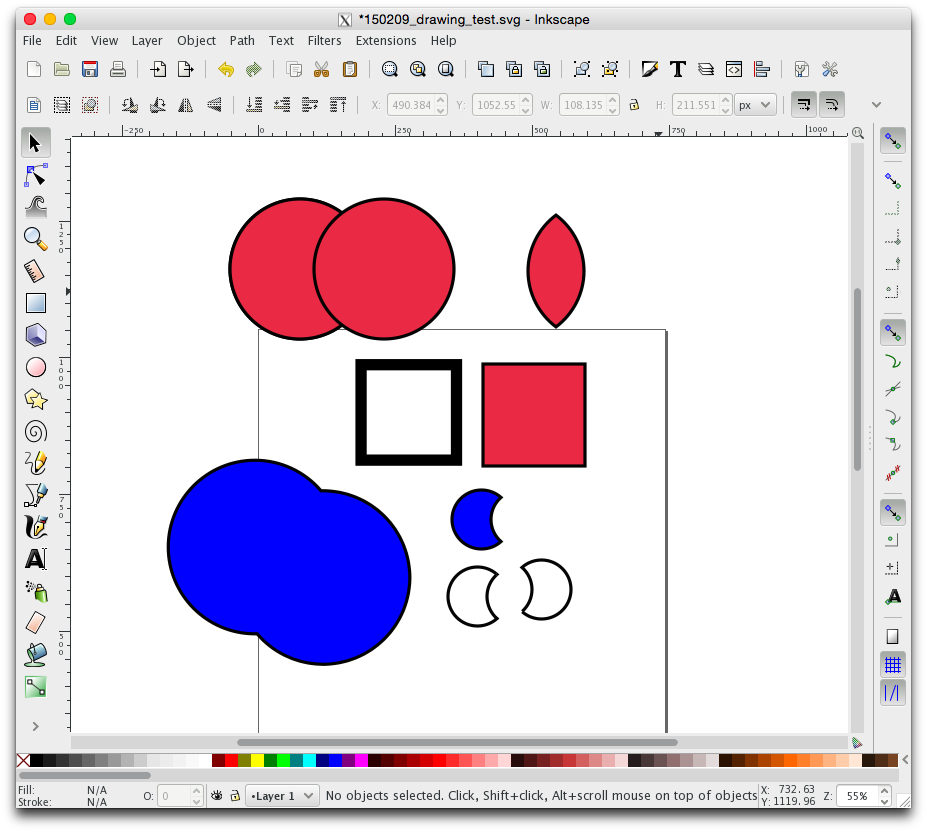 *150209_drawing_test.svg - Inkscape
File Edit View Layer Object Path Text Filters Extensions Help
X: 490.384 Y: 1052.55 W: 108.135 H: 211.551 px
-250 0 250 500 750 1000
1250
1000
750
500
Fill: N/A
Stroke: N/A
O: 0
•Layer 1
No objects selected. Click, Shift+click, Alt+scroll mouse on top of objects
X: 732.63
Y: 1119.96
Z: 55%